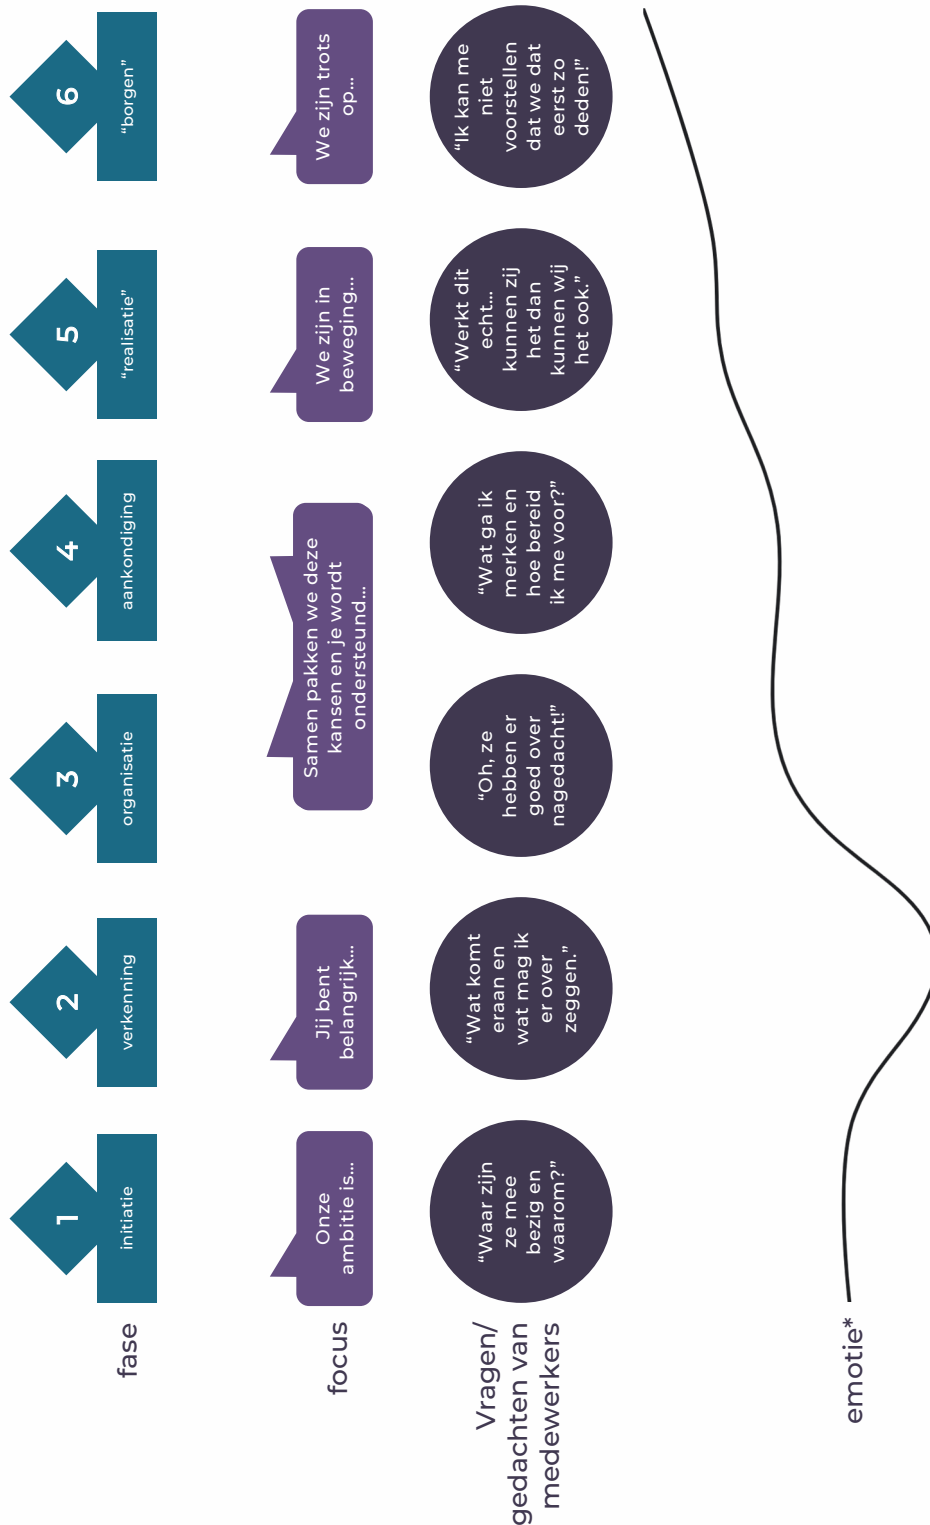 fase
1
initiatie
2
verkenning
3
organisatie
4
aankondiging
5
“realisatie”
6
“borgen”
focus
Onze
ambitie is...
Jij bent
belangrijk...
Samen pakken we deze
kansen en je wordt
ondersteund...
We zijn in
beweging...
We zijn trots
op...
Vragen/
gedachten van
medewerkers
“Waar zijn
ze mee
bezig en
waarom?”
“Wat komt
eraan en
wat mag ik
er over
zeggen.”
“Oh, ze
hebben er
goed over
nagedacht!”
“Wat ga ik
merken en
hoe bereid
ik me voor?”
“Werkt dit
echt...
kunnen zij
het dan
kunnen wij
het ook.”
“Ik kan me
niet
voorstellen
dat we dat
eerst zo
deden!”
emotie*